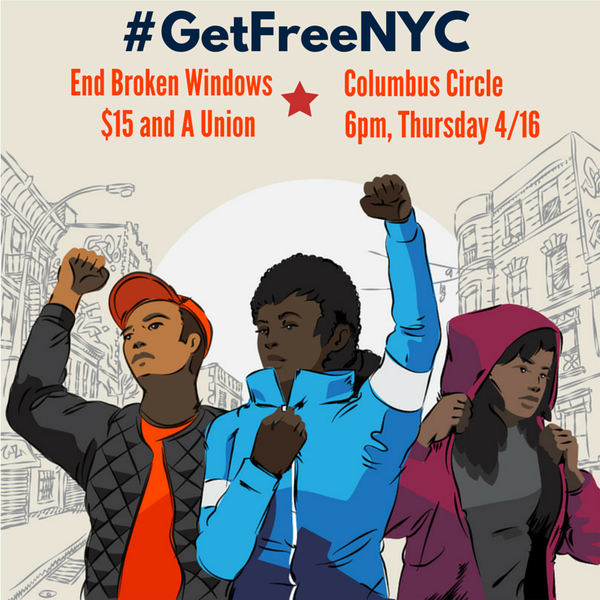 #GetFreeNYC
End Broken Windows
$15 and A Union
Columbus Circle
6pm, Thursday 4/16